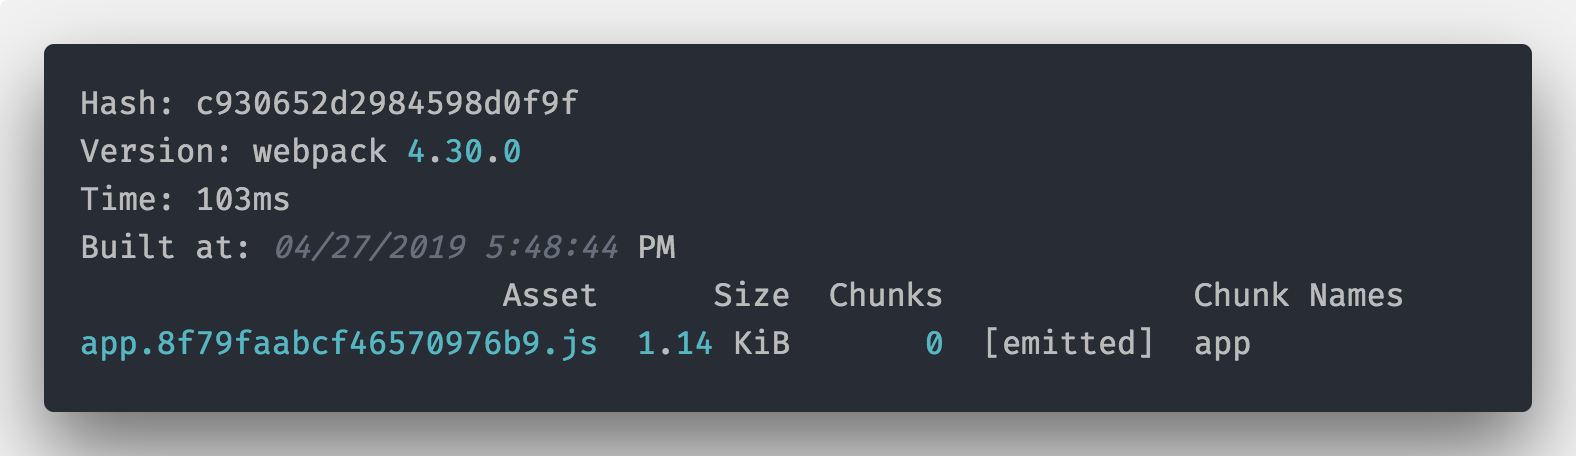 Hash: c930652d2984598d0f9f
Version: webpack 4.30.0
Time: 103ms
Built at: 04/27/2019 5:48:44 PM
Asset Size Chunks Chunk Names
app.8f79faabcf46570976b9.js 1.14 KiB 0 [emitted] app